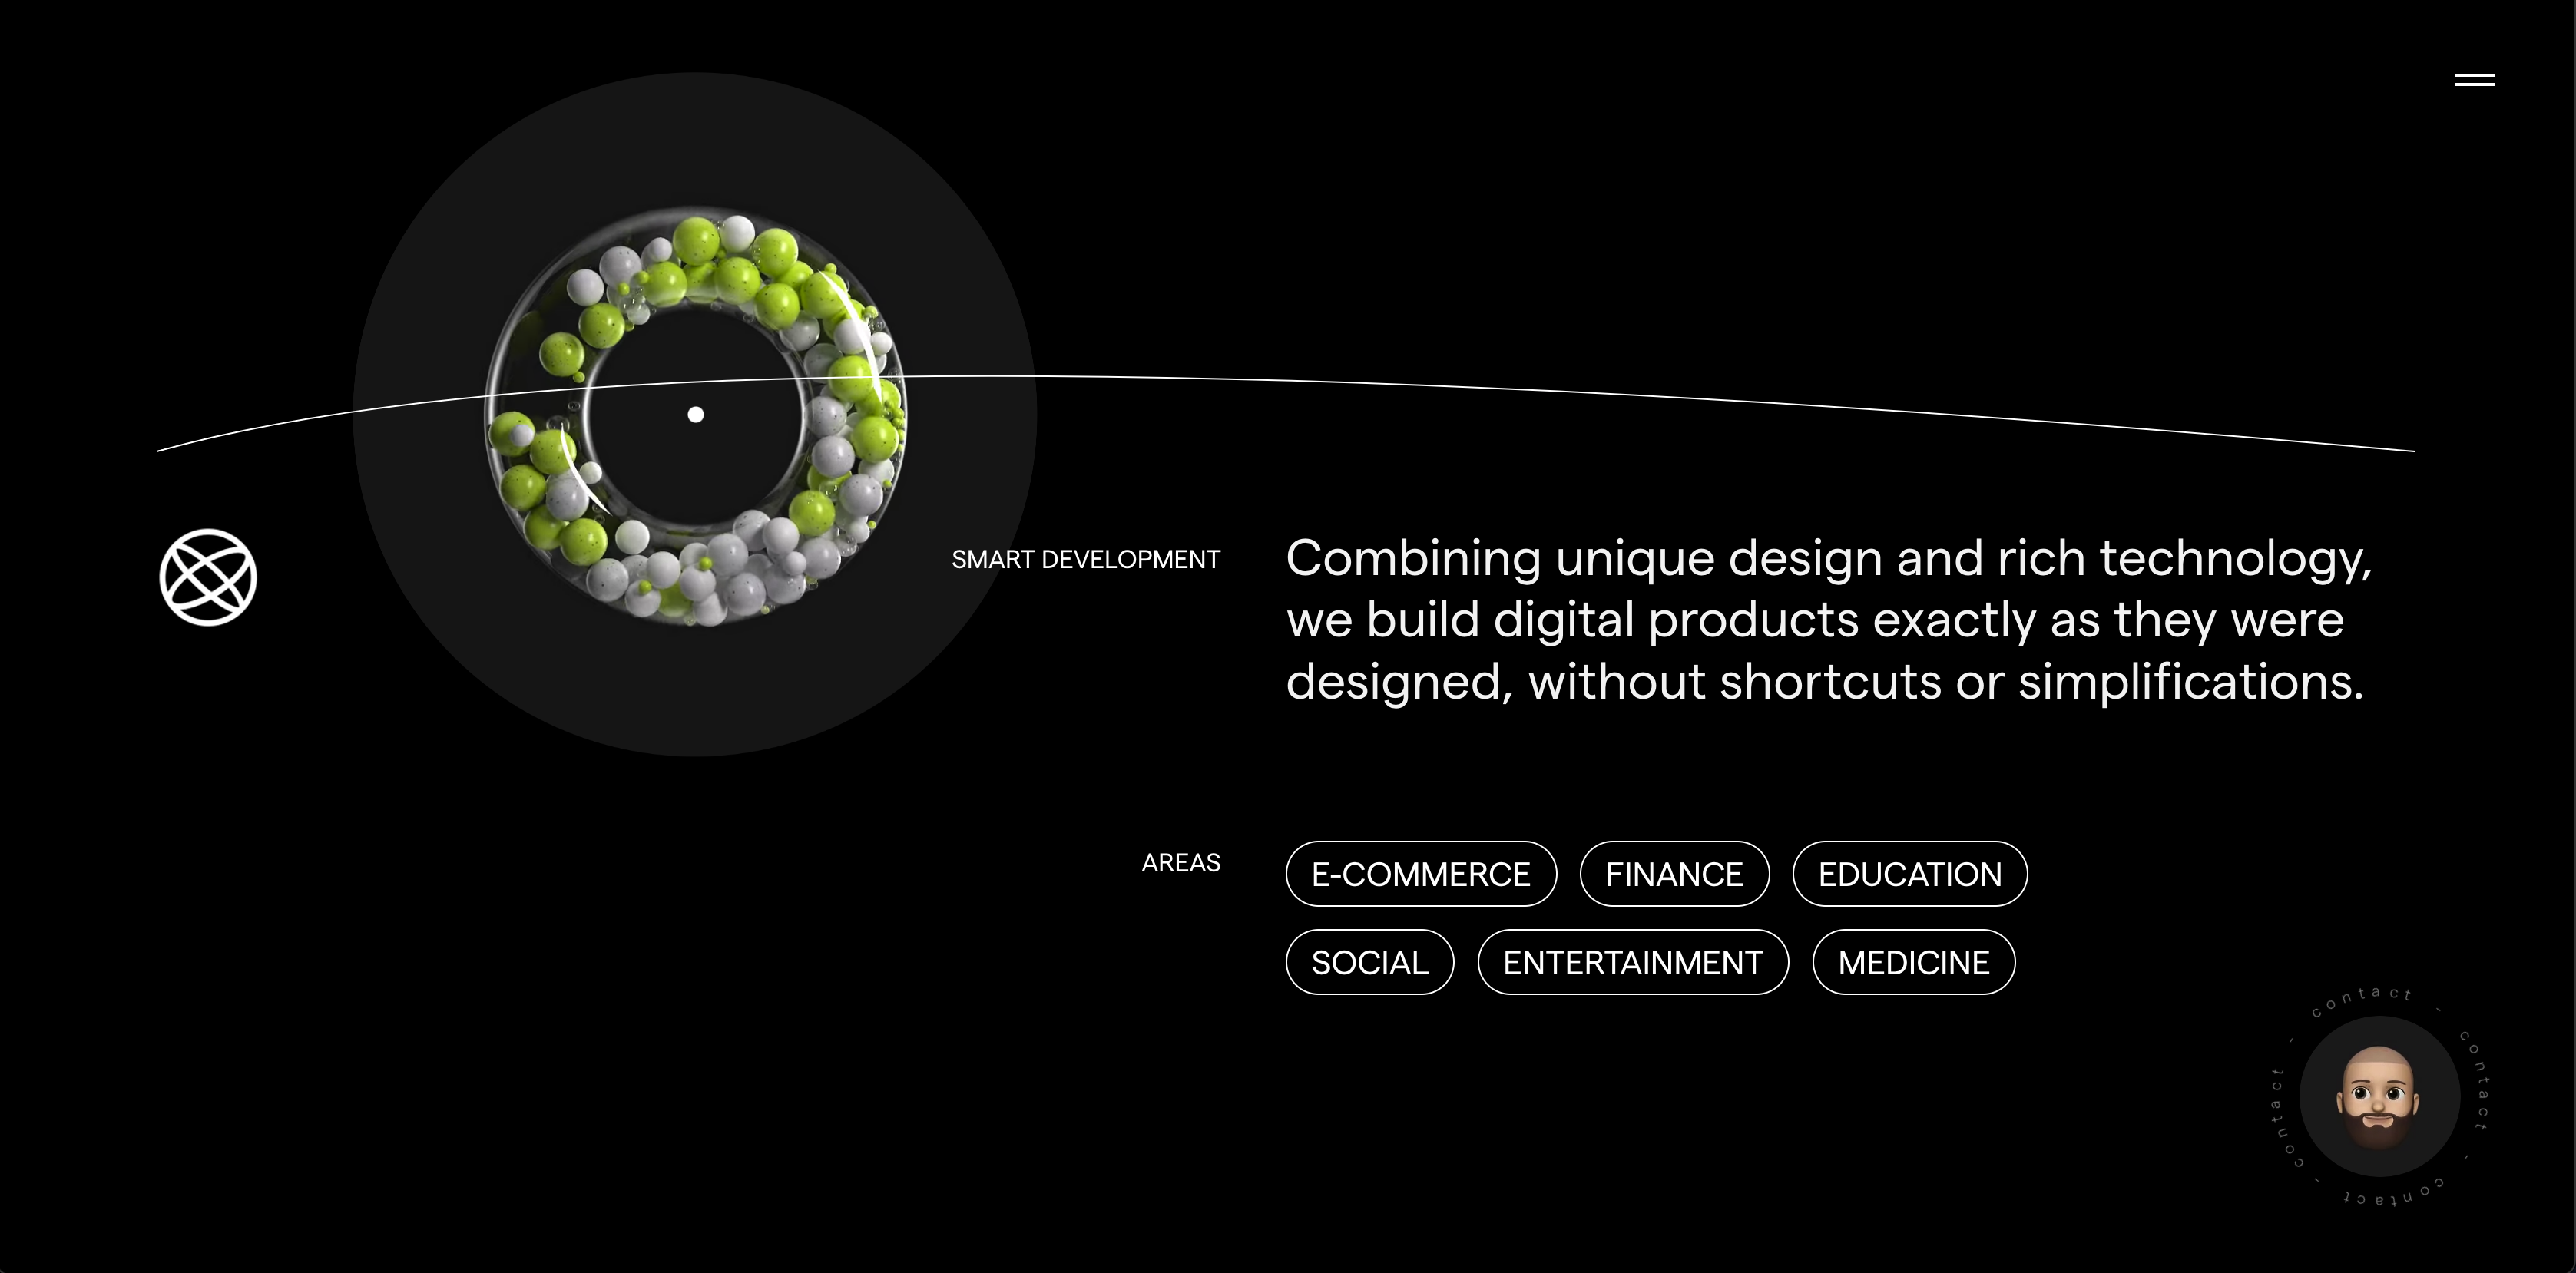 SMART DEVELOPMENT
Combining unique design and rich technology,
we build digital products exactly as they were
designed, without shortcuts or simplifications.
AREAS
E-COMMERCE
FINANCE
EDUCATION
SOCIAL
ENTERTAINMENT
MEDICINE
contact - contact - contact - contact -